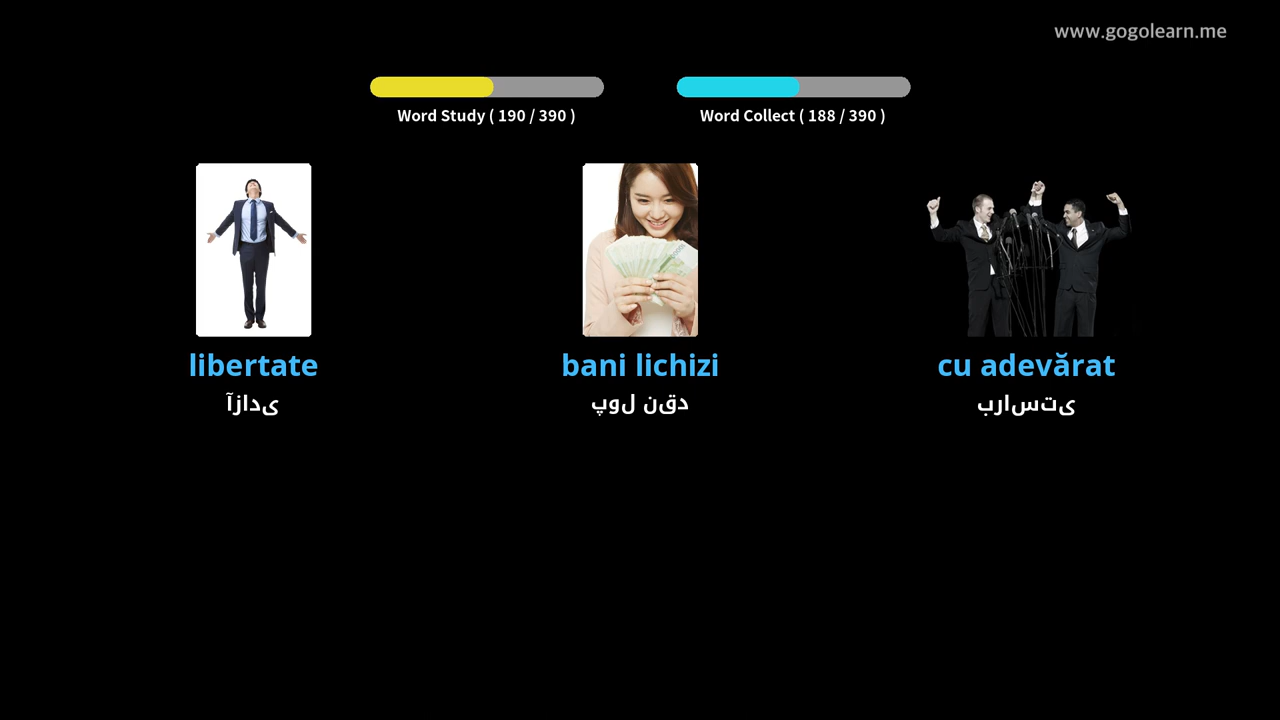 www.gogolearn.me
Word Study ( 190 / 390 )
Word Collect ( 188 / 390 )
libertate
آزادی
bani lichizi
پول نقد
cu adevărat
براستی